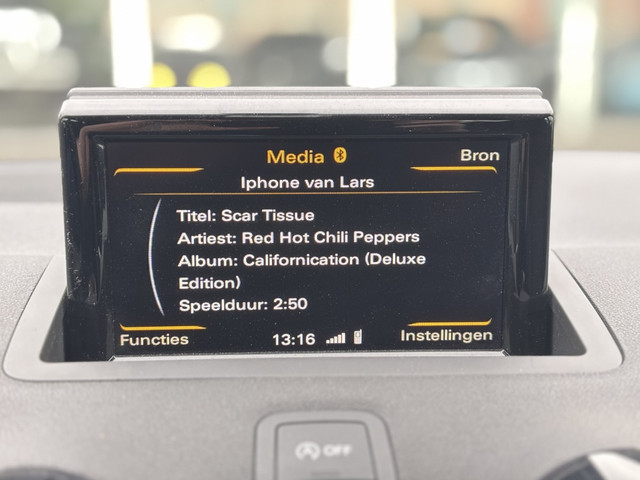 Media
Bron
Iphone van Lars
Titel: Scar Tissue
Artiest: Red Hot Chili Peppers
Album: Californication (Deluxe
Edition)
Speelduur: 2:50
Functies
13:16
Instellingen
OFF